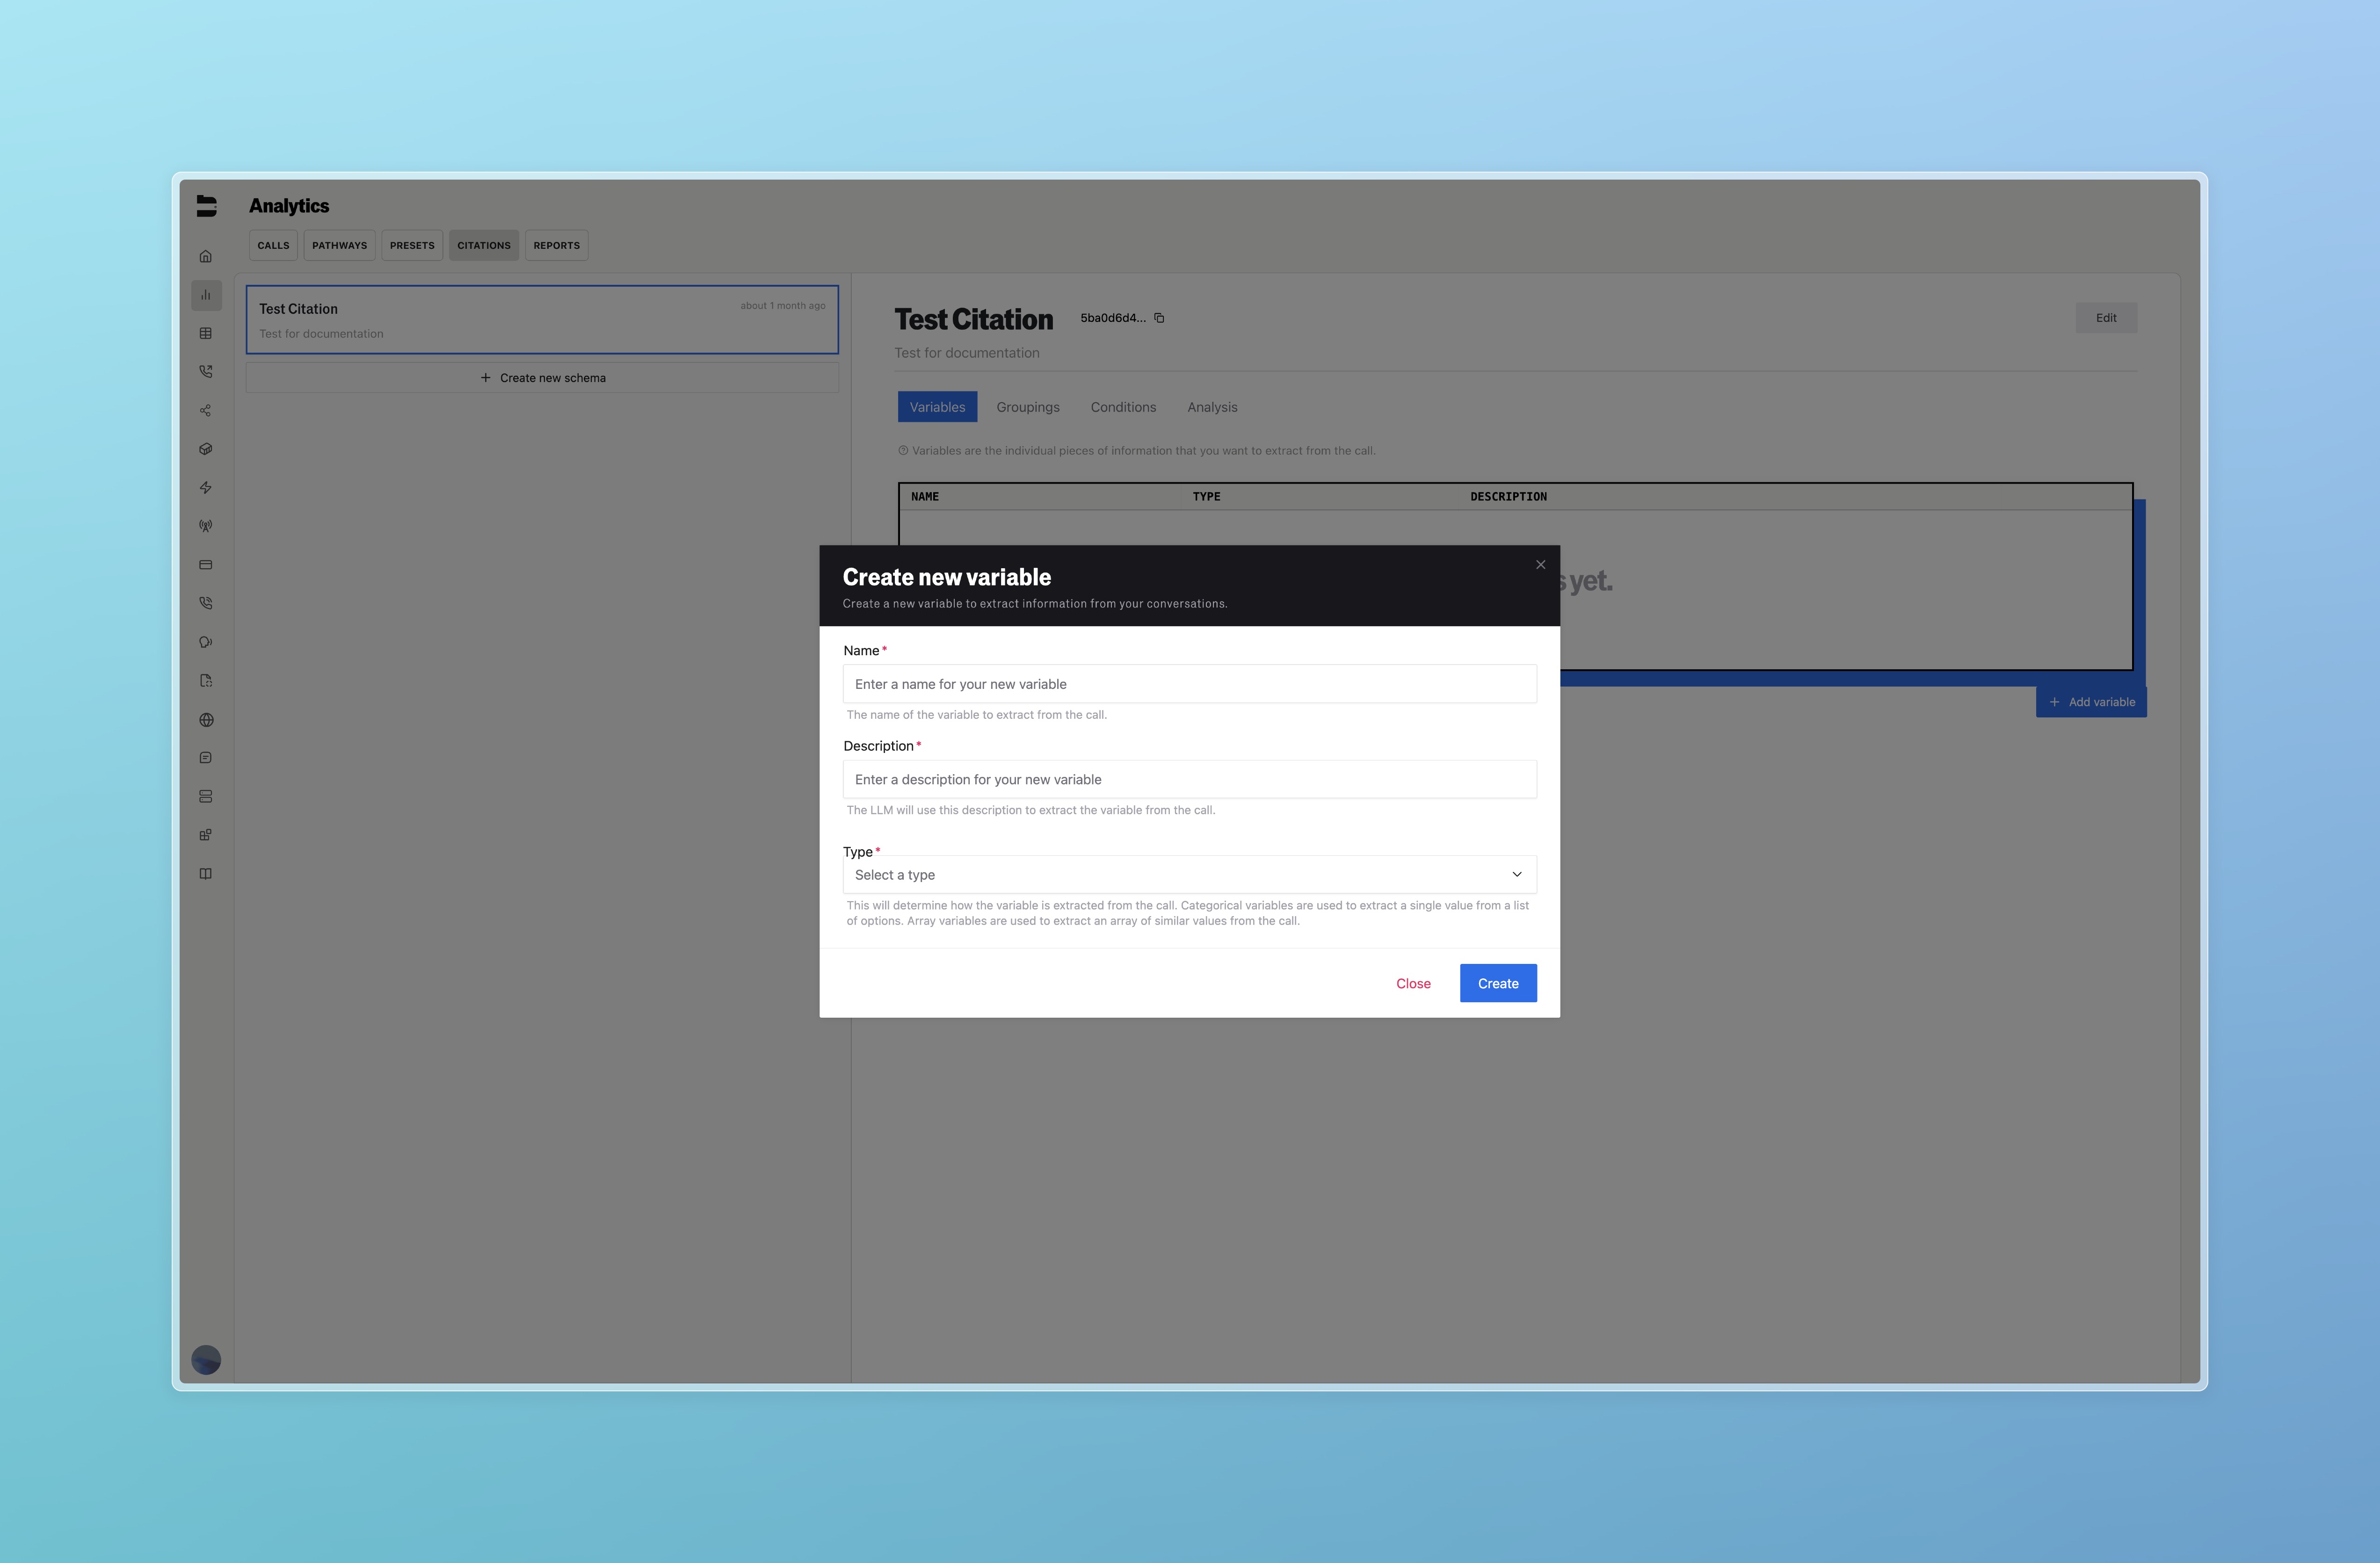 Analytics
CALLS PATHWAYS PRESETS CITATIONS REPORTS
Test Citation about 1 month ago
Test for documentation
+ Create new schema
Test Citation 5ba0d6d4... Edit
Test for documentation
Variables Groupings Conditions Analysis
Variables are the individual pieces of information that you want to extract from the call.
NAME TYPE DESCRIPTION
yet.
+ Add variable
Create new variable
Create a new variable to extract information from your conversations.
Name*
Enter a name for your new variable
The name of the variable to extract from the call.
Description*
Enter a description for your new variable
The LLM will use this description to extract the variable from the call.
Type*
Select a type
This will determine how the variable is extracted from the call. Categorical variables are used to extract a single value from a list
of options. Array variables are used to extract an array of similar values from the call.
Close Create